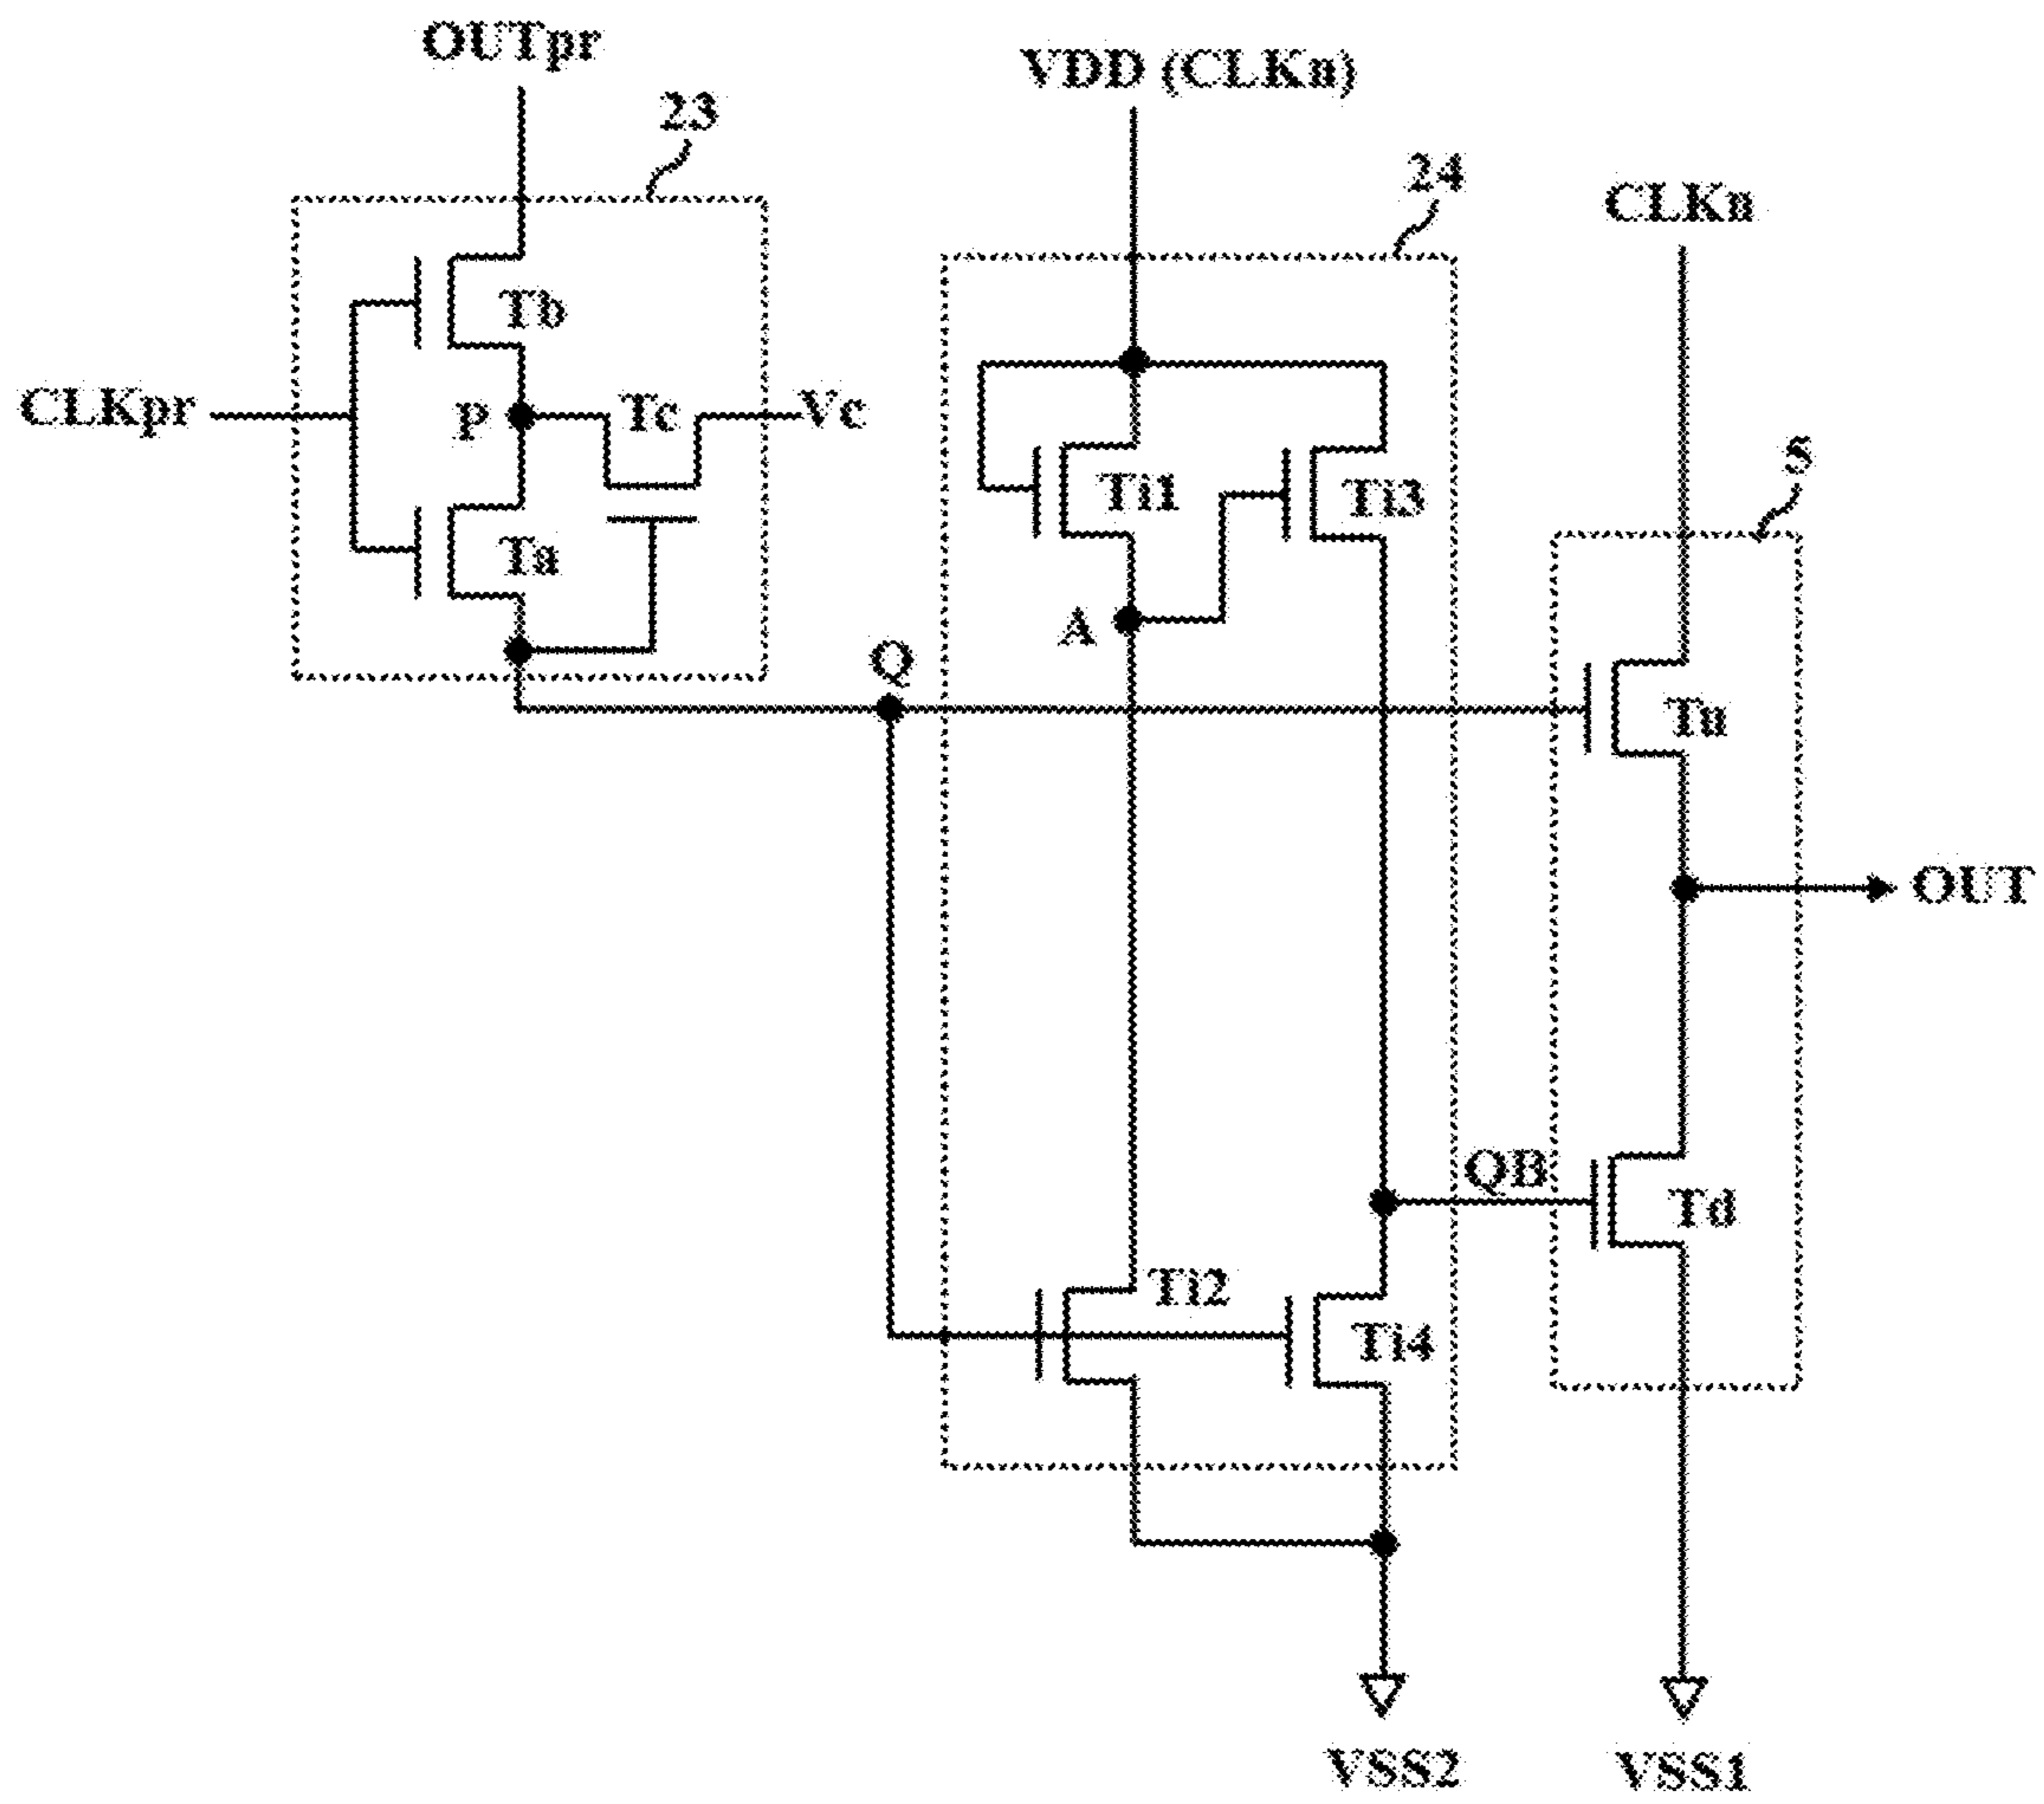 OUTpr
VDD (CLKn)
23
24
CLKn
Tb
CLKpr
P
Tc
Vc
5
Ti1
Ti3
Ta
A
Q
Tu
OUT
QB
Td
Ti2
Ti4
VSS2
VSS1